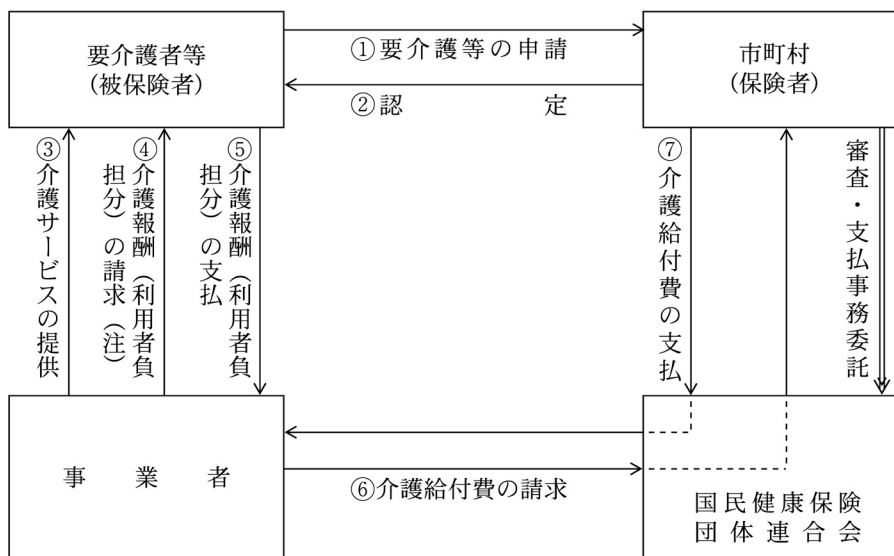 要介護者等
(被保険者)
①要介護等の申請
②認定
市町村
(保険者)
③介護サービスの提供
④介護報酬（利用者負
担分）の請求（注）
⑤介護報酬（利用者負
担分）の支払
⑦介護給付費の支払
審査・支払事務委託
事業者
⑥介護給付費の請求
国民健康保険
団体連合会